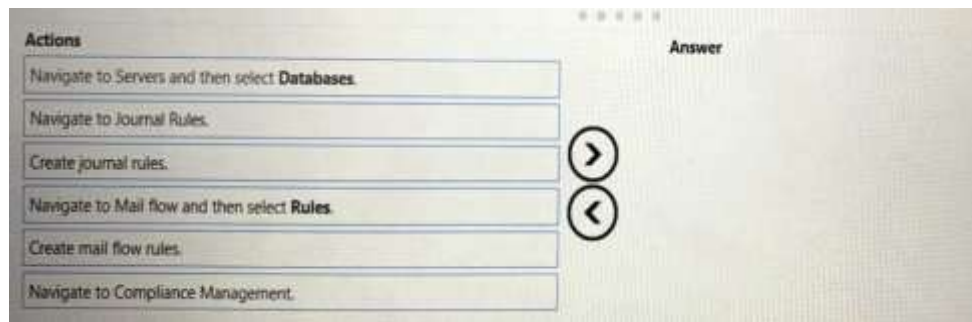 Actions
Answer
Navigate to Servers and then select Databases.
Navigate to Journal Rules.
Create journal rules.
Navigate to Mail flow and then select Rules.
Create mail flow rules.
Navigate to Compliance Management.